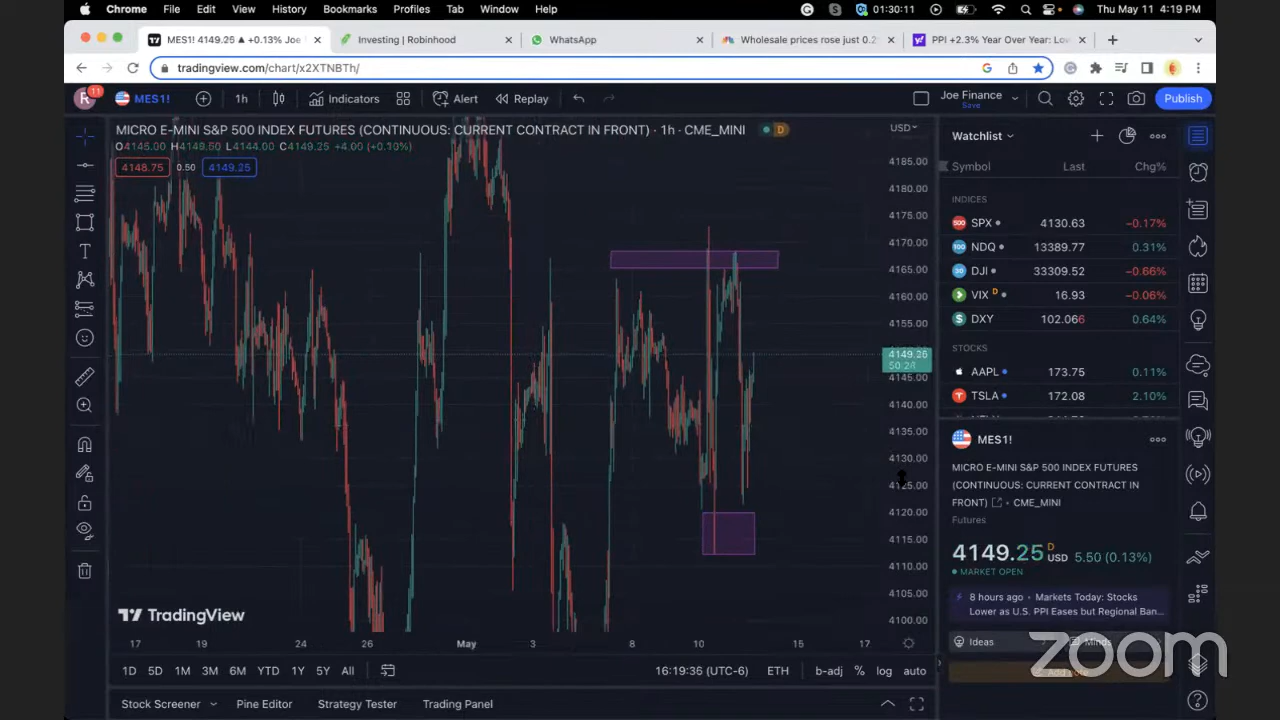 Chrome File Edit View History Bookmarks Profiles Tab Window Help 01:30:11 Thu May 11 4:19 PM
MES1! 4149.25 ▲ +0.13% Joe Investing | Robinhood WhatsApp Wholesale prices rose just 0.2 PPI +2.3% Year Over Year: Lo
tradingview.com/chart/x2XTNBTh/
R 11 MES1! 1h Indicators Alert Replay Joe Finance Save Publish
MICRO E-MINI S&P 500 INDEX FUTURES (CONTINUOUS: CURRENT CONTRACT IN FRONT) · 1h · CME_MINI D USD
O4145.00 H4149.50 L4144.00 C4149.25 +4.00 (+0.10%)
4148.75 0.50 4149.25
4185.00
4180.00
4175.00
4170.00
4165.00
4160.00
4155.00
4149.25
50:24
4145.00
4140.00
4135.00
4130.00
4125.00
4120.00
4115.00
4110.00
4105.00
4100.00
TradingView
17 19 24 26 May 3 8 10 15 17
1D 5D 1M 3M 6M YTD 1Y 5Y All 16:19:36 (UTC-6) ETH b-adj % log auto
Stock Screener Pine Editor Strategy Tester Trading Panel
Watchlist
Symbol Last Chg%
INDICES
500 SPX 4130.63 −0.17%
100 NDQ 13389.77 0.31%
30 DJI 33309.52 −0.66%
VIX D 16.93 −0.06%
$ DXY 102.066 0.64%
STOCKS
AAPL 173.75 0.11%
TSLA 172.08 2.10%
MES1!
MICRO E-MINI S&P 500 INDEX FUTURES
(CONTINUOUS: CURRENT CONTRACT IN
FRONT) · CME_MINI
Futures
4149.25 D USD 5.50 (0.13%)
MARKET OPEN
8 hours ago · Markets Today: Stocks
Lower as U.S. PPI Eases but Regional Ban...
Ideas Minds
Add note
zoom